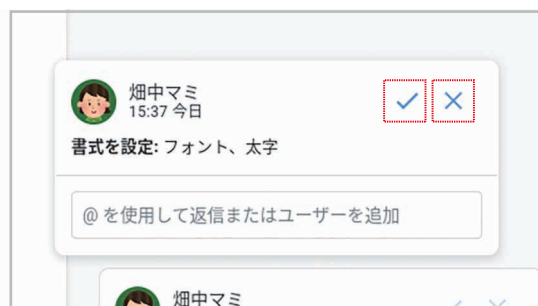 畑中マミ
15:37 今日
書式を設定: フォント、太字
@ を使用して返信またはユーザーを追加
畑中マミ